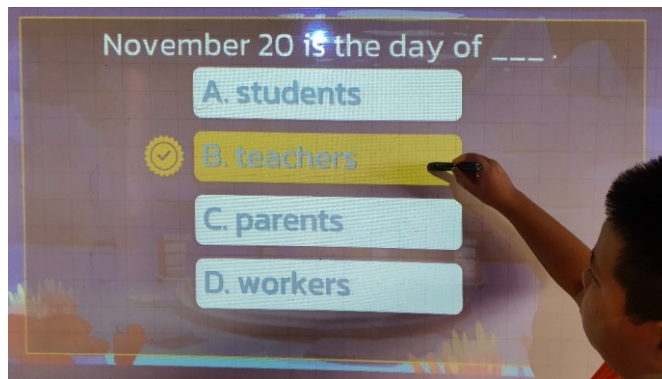 November 20 is the day of ___ .
A. students
B. teachers
C. parents
D. workers